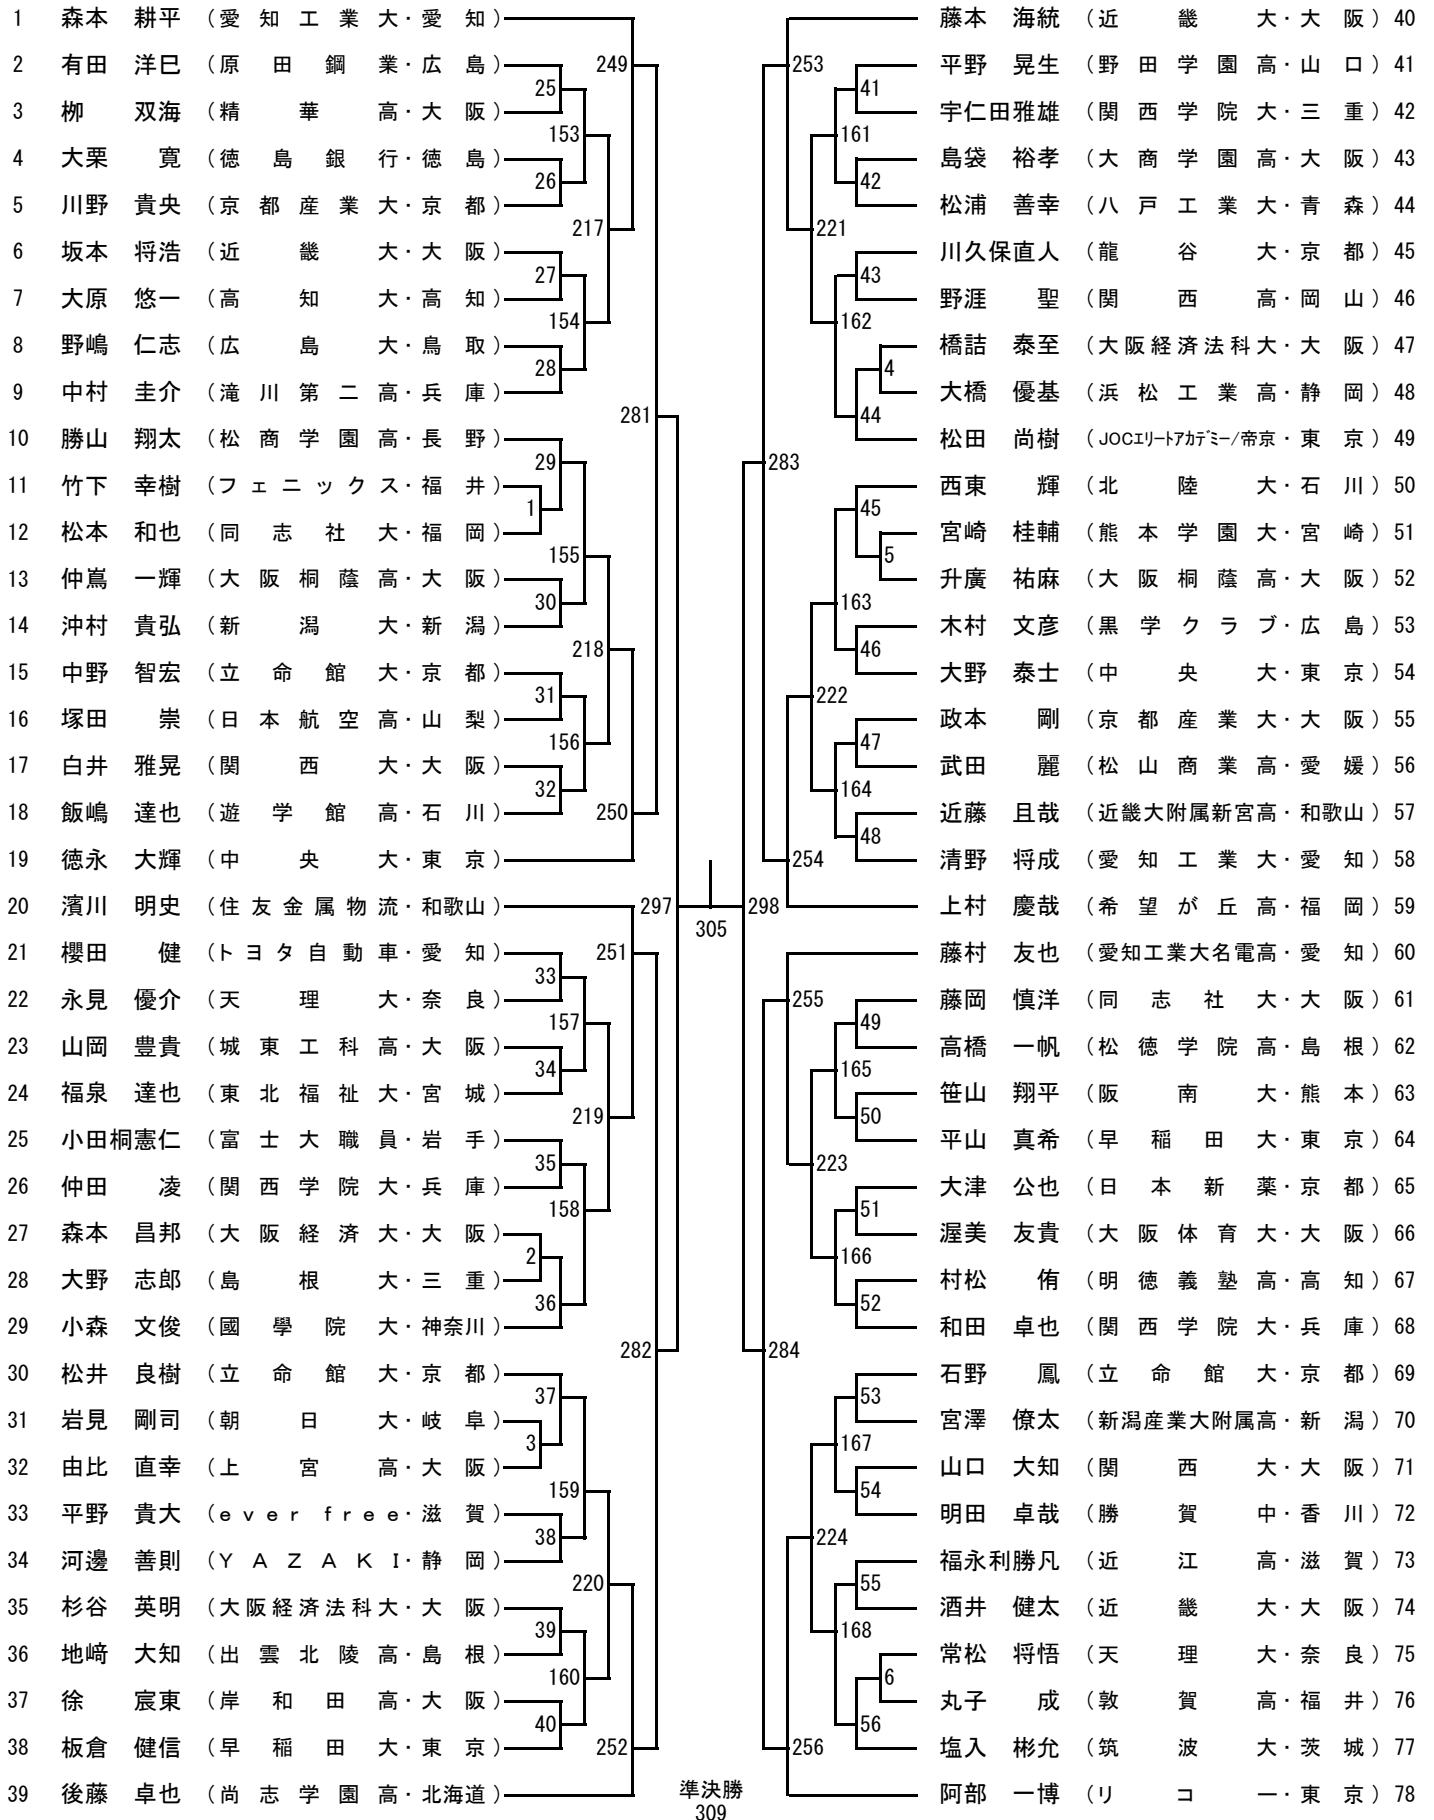 1 森本 耕平 (愛知工業大・愛知)
2 有田 洋巳 (原田鋼業・広島)
3 栁 双海 (精華高・大阪)
4 大栗 寛 (徳島銀行・徳島)
5 川野 貴央 (京都産業大・京都)
6 坂本 将浩 (近畿大・大阪)
7 大原 悠一 (高知大・高知)
8 野嶋 仁志 (広島大・鳥取)
9 中村 圭介 (滝川第二高・兵庫)
10 勝山 翔太 (松商学園高・長野)
11 竹下 幸樹 (フェニックス・福井)
12 松本 和也 (同志社大・福岡)
13 仲嶌 一輝 (大阪桐蔭高・大阪)
14 沖村 貴弘 (新潟大・新潟)
15 中野 智宏 (立命館大・京都)
16 塚田 崇 (日本航空高・山梨)
17 白井 雅晃 (関西大・大阪)
18 飯嶋 達也 (遊学館高・石川)
19 徳永 大輝 (中央大・東京)
20 濱川 明史 (住友金属物流・和歌山)
21 櫻田 健 (トヨタ自動車・愛知)
22 永見 優介 (天理大・奈良)
23 山岡 豊貴 (城東工科高・大阪)
24 福泉 達也 (東北福祉大・宮城)
25 小田桐憲仁 (富士大職員・岩手)
26 仲田 凌 (関西学院大・兵庫)
27 森本 昌邦 (大阪経済大・大阪)
28 大野 志郎 (島根大・三重)
29 小森 文俊 (國學院大・神奈川)
30 松井 良樹 (立命館大・京都)
31 岩見 剛司 (朝日大・岐阜)
32 由比 直幸 (上宮高・大阪)
33 平野 貴大 (ever free・滋賀)
34 河邊 善則 (YAZAKI・静岡)
35 杉谷 英明 (大阪経済法科大・大阪)
36 地﨑 大知 (出雲北陵高・島根)
37 徐 宸東 (岸和田高・大阪)
38 板倉 健信 (早稲田大・東京)
39 後藤 卓也 (尚志学園高・北海道)
249
25
153
26
217
27
154
28
281
29
1
155
30
218
31
156
32
250
297
251
33
157
34
219
35
158
2
36
282
37
3
159
38
220
39
160
40
252
305
準決勝
309
298
253
41
161
42
221
43
162
4
44
283
45
5
163
46
222
47
164
48
254
255
49
165
50
223
51
166
52
284
53
167
54
224
55
168
6
56
256
藤本 海統 (近畿大・大阪) 40
平野 晃生 (野田学園高・山口) 41
宇仁田雅雄 (関西学院大・三重) 42
島袋 裕孝 (大商学園高・大阪) 43
松浦 善幸 (八戸工業大・青森) 44
川久保直人 (龍谷大・京都) 45
野涯 聖 (関西高・岡山) 46
橋詰 泰至 (大阪経済法科大・大阪) 47
大橋 優基 (浜松工業高・静岡) 48
松田 尚樹 (JOCエリートアカデミー/帝京・東京) 49
西東 輝 (北陸大・石川) 50
宮崎 桂輔 (熊本学園大・宮崎) 51
升廣 祐麻 (大阪桐蔭高・大阪) 52
木村 文彦 (黒学クラブ・広島) 53
大野 泰士 (中央大・東京) 54
政本 剛 (京都産業大・大阪) 55
武田 麗 (松山商業高・愛媛) 56
近藤 且哉 (近畿大附属新宮高・和歌山) 57
清野 将成 (愛知工業大・愛知) 58
上村 慶哉 (希望が丘高・福岡) 59
藤村 友也 (愛知工業大名電高・愛知) 60
藤岡 慎洋 (同志社大・大阪) 61
高橋 一帆 (松徳学院高・島根) 62
笹山 翔平 (阪南大・熊本) 63
平山 真希 (早稲田大・東京) 64
大津 公也 (日本新薬・京都) 65
渥美 友貴 (大阪体育大・大阪) 66
村松 侑 (明徳義塾高・高知) 67
和田 卓也 (関西学院大・兵庫) 68
石野 鳳 (立命館大・京都) 69
宮澤 僚太 (新潟産業大附属高・新潟) 70
山口 大知 (関西大・大阪) 71
明田 卓哉 (勝賀中・香川) 72
福永利勝凡 (近江高・滋賀) 73
酒井 健太 (近畿大・大阪) 74
常松 将悟 (天理大・奈良) 75
丸子 成 (敦賀高・福井) 76
塩入 彬允 (筑波大・茨城) 77
阿部 一博 (リコー・東京) 78